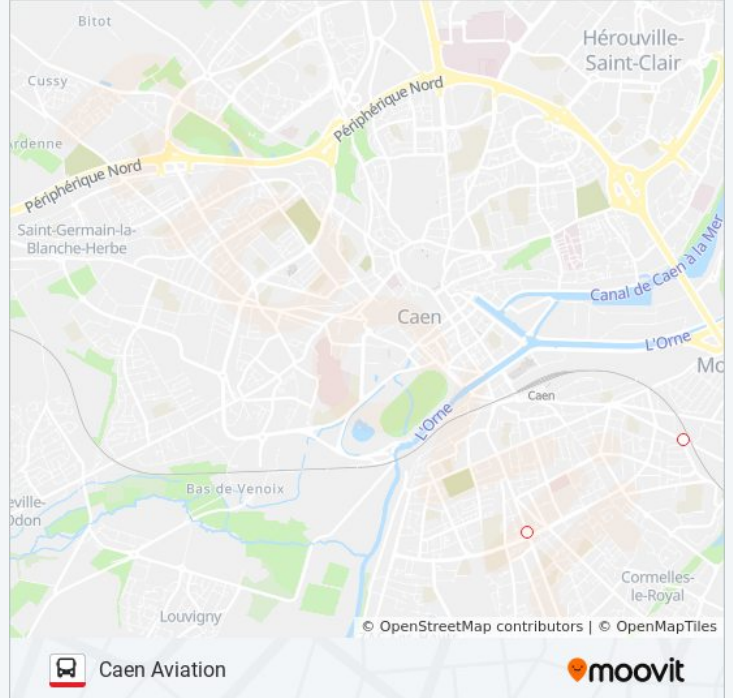 Bitot
Hérouville-
Saint-Clair
Cussy
Périphérique Nord
Ardenne
Périphérique Nord
Saint-Germain-la-
Blanche-Herbe
Canal de Caen à la Mer
Caen
L'Orne
Mo
Caen
L'Orne
Bas de Venoix
eville-
Odon
Cormelles-
le-Royal
Louvigny
© OpenStreetMap contributors | © OpenMapTiles
Caen Aviation
moovit